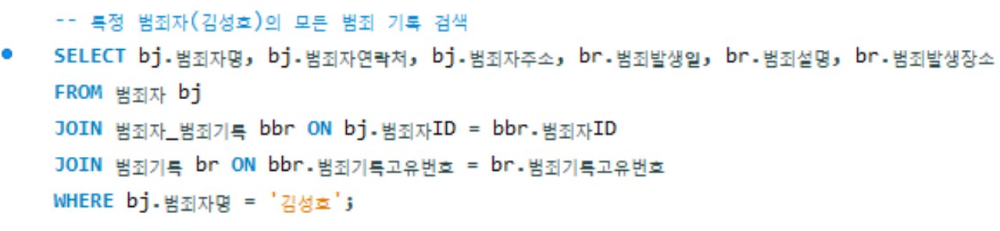 -- 특정 범죄자(김성호)의 모든 범죄 기록 검색
SELECT bj.범죄자명, bj.범죄자연락처, bj.범죄자주소, br.범죄발생일, br.범죄설명, br.범죄발생장소
FROM 범죄자 bj
JOIN 범죄자_범죄기록 bbr ON bj.범죄자ID = bbr.범죄자ID
JOIN 범죄기록 br ON bbr.범죄기록고유번호 = br.범죄기록고유번호
WHERE bj.범죄자명 = '김성호';